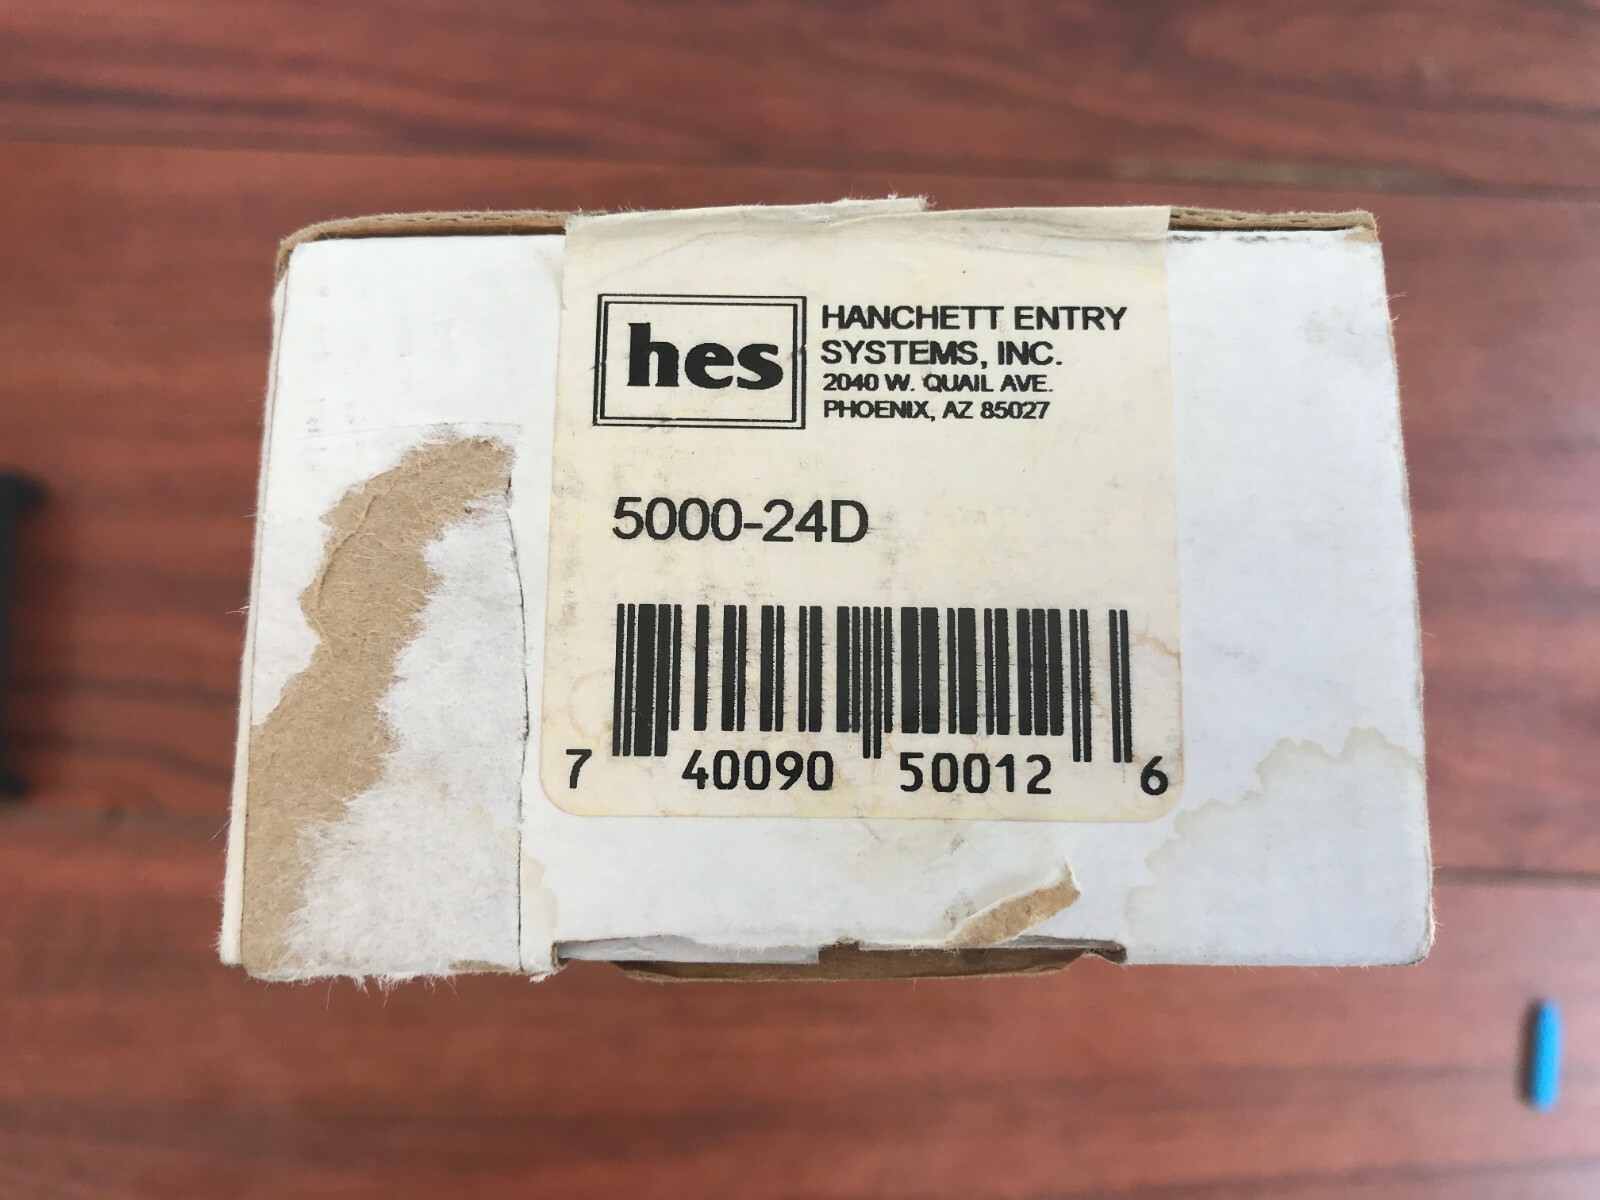 hes
HANCHETT ENTRY
SYSTEMS, INC.
2040 W. QUAIL AVE.
PHOENIX, AZ 85027
5000-24D
7 40090 50012 6